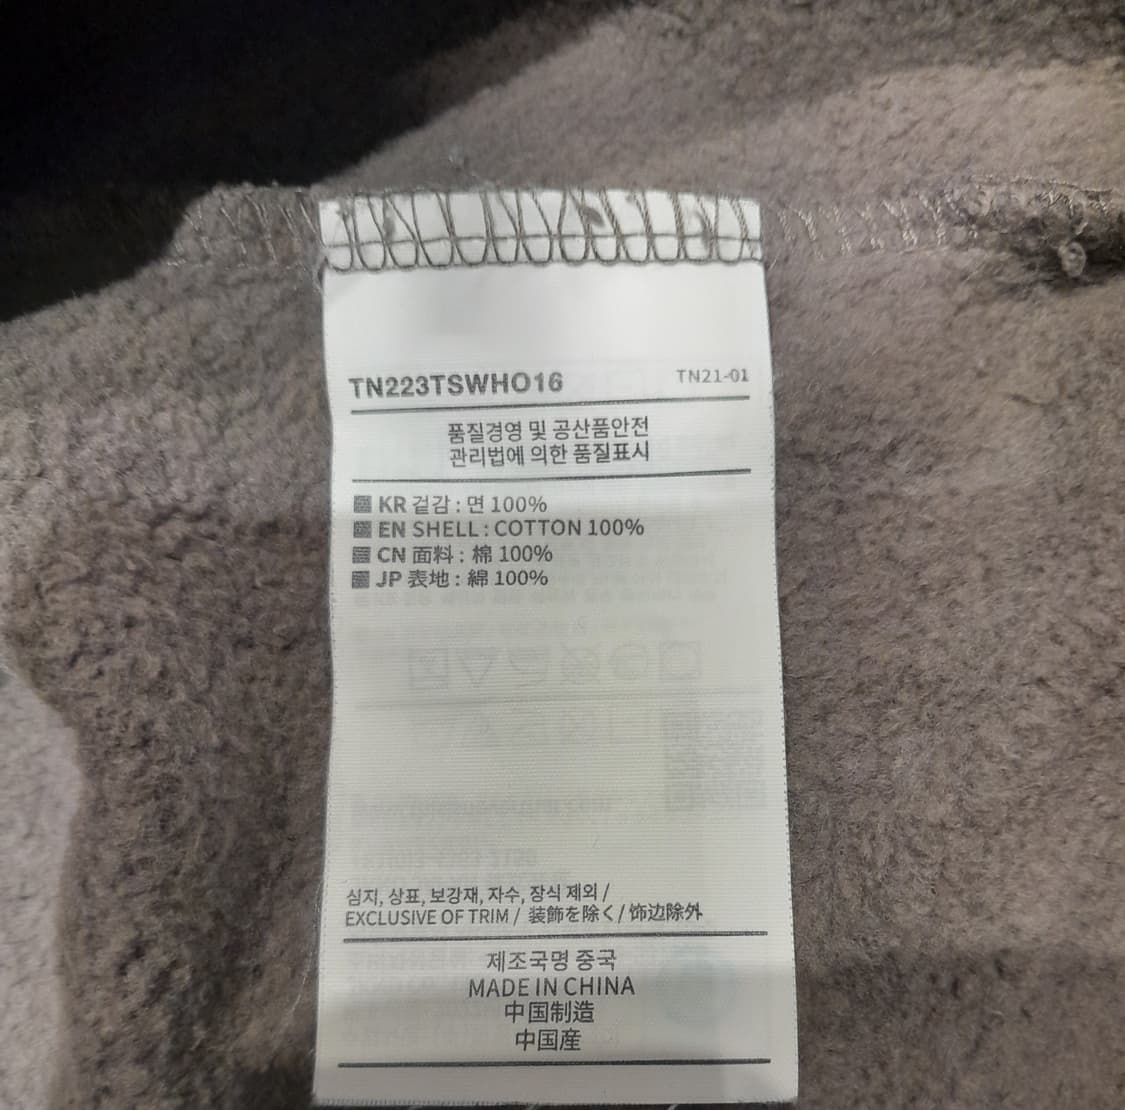 TN223TSWHO16
TN21-01
품질경영 및 공산품안전
관리법에 의한 품질표시
KR 겉감 : 면 100%
EN SHELL : COTTON 100%
CN 面料 : 棉 100%
JP 表地 : 綿 100%
심지, 상표, 보강재, 자수, 장식 제외 /
EXCLUSIVE OF TRIM / 装飾を除く / 饰边除外
제조국명 중국
MADE IN CHINA
中国制造
中国産